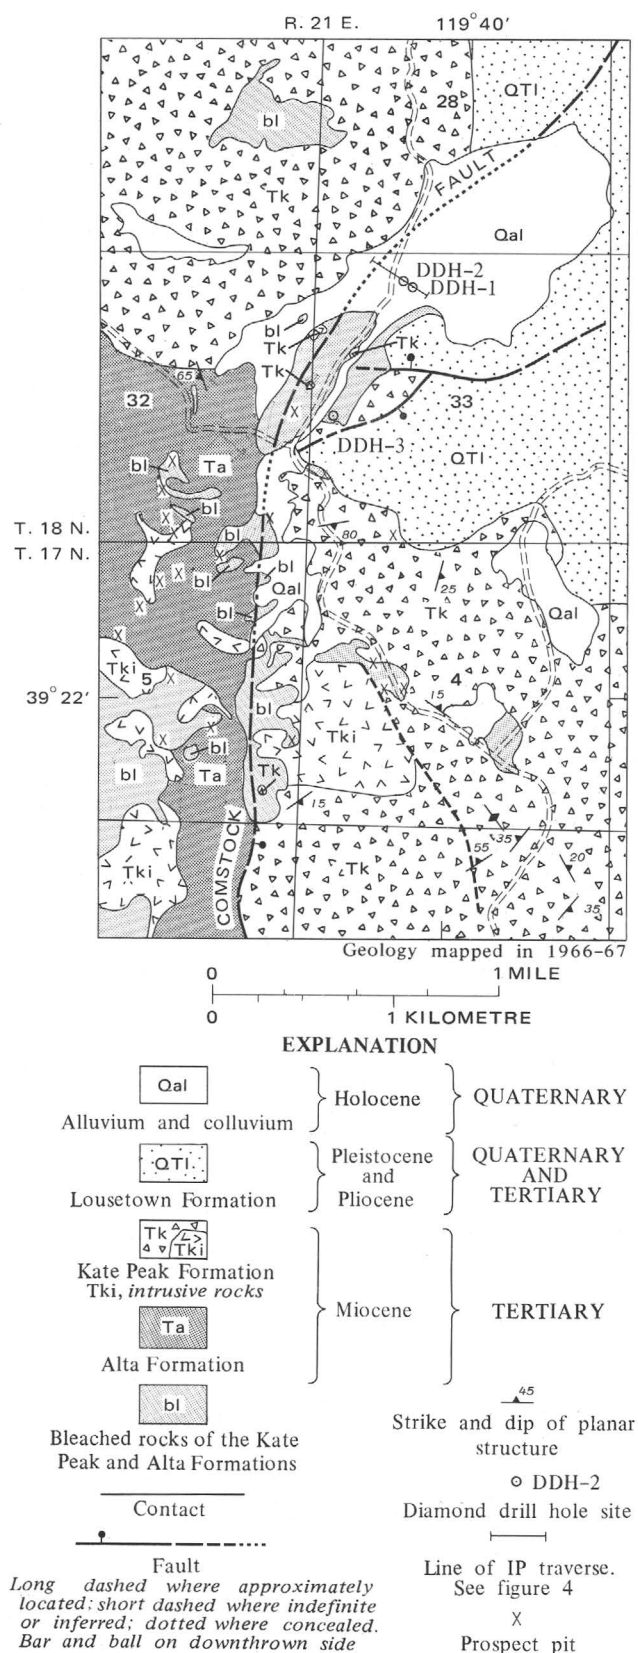 R. 21 E. 119°40′
28 QTl
bl
FAULT
Tk
Qal
DDH-2
DDH-1
bl
Tk
Tk
Tk
65
32
33
DDH-3
bl
Ta
QTl
bl
T. 18 N.
bl
80
T. 17 N.
bl
bl
25
Qal
Tk
bl
Qal
Tki
5
4
39°22′
15
bl
bl
Tki
bl
Ta
Tk
15
Tki
COMSTOCK
35
55
20
Tk
35
Geology mapped in 1966-67
0 1 MILE
0 1 KILOMETRE
EXPLANATION
Qal
Holocene
QUATERNARY
Alluvium and colluvium
QTl
Pleistocene
and
Pliocene
QUATERNARY
AND
TERTIARY
Lousetown Formation
Tk
Tki
Kate Peak Formation
Tki, intrusive rocks
Miocene
TERTIARY
Ta
Alta Formation
bl
Bleached rocks of the Kate
Peak and Alta Formations
Contact
Fault
Long dashed where approximately
located; short dashed where indefinite
or inferred; dotted where concealed.
Bar and ball on downthrown side
45
Strike and dip of planar
structure
DDH-2
Diamond drill hole site
Line of IP traverse.
See figure 4
X
Prospect pit